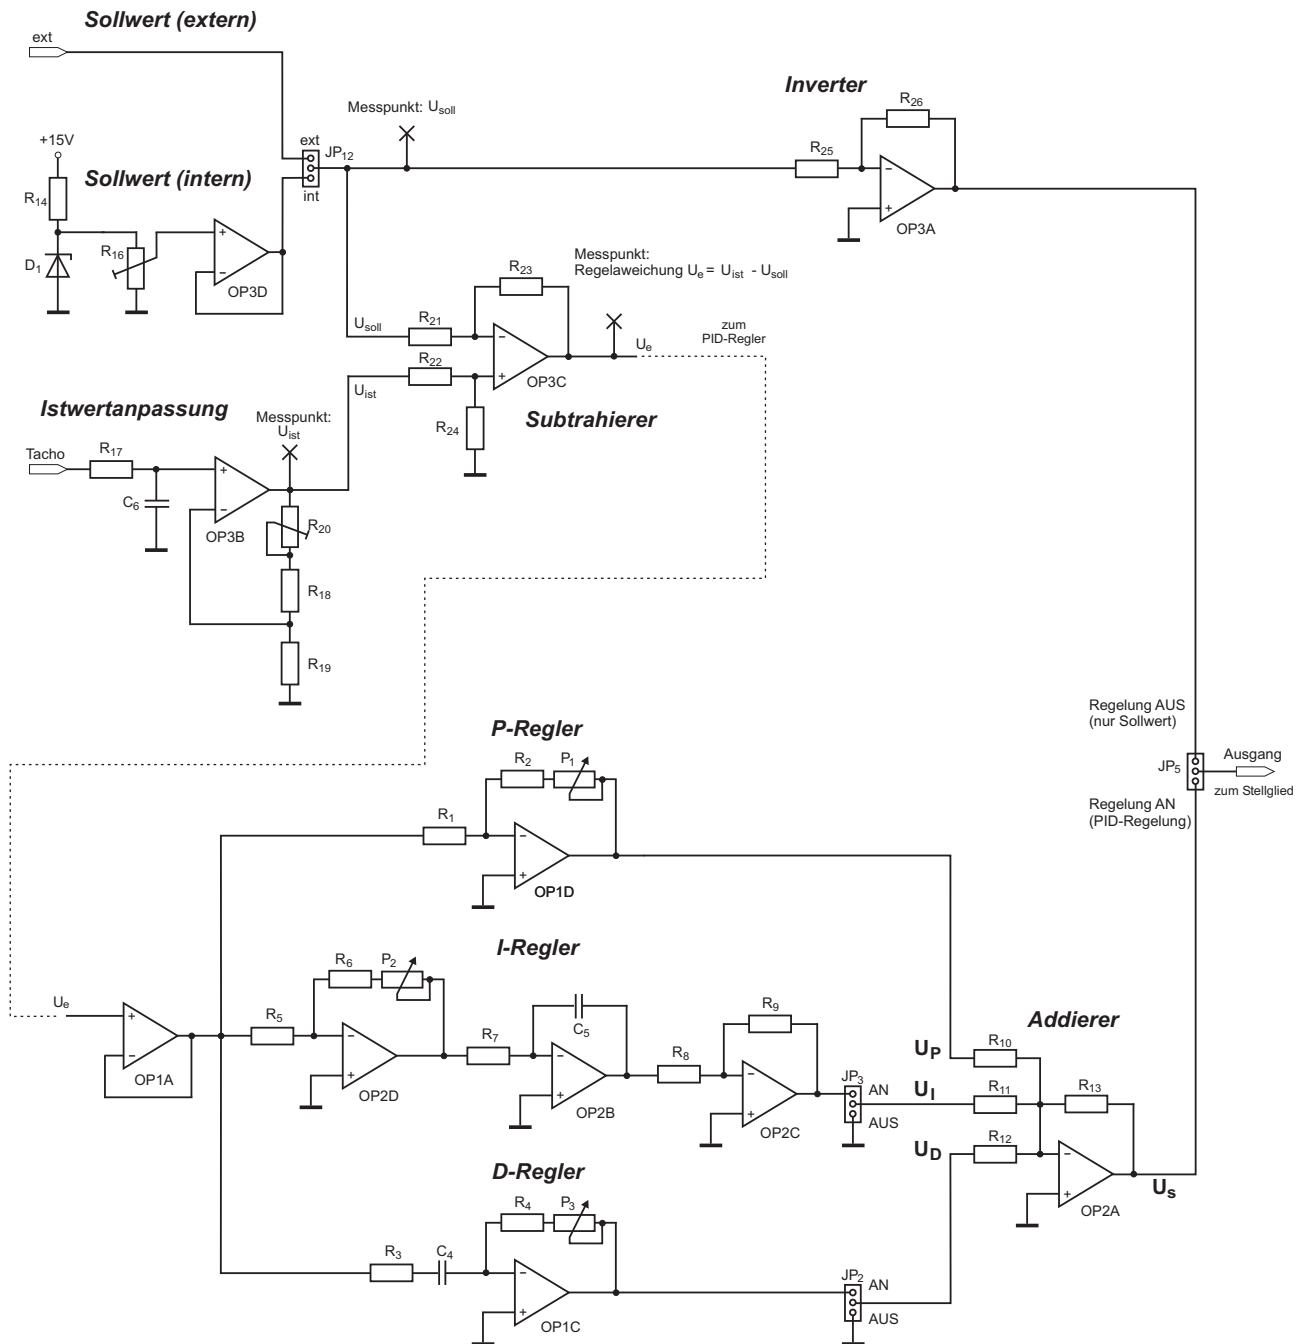 Sollwert (extern)
ext
Messpunkt: Usoll
Inverter
R26
+15V
ext
JP12
R25
Sollwert (intern)
R14
int
R16
D1
OP3D
OP3A
R23
Messpunkt:
Regelaweichung Ue = Uist - Usoll
Usoll
R21
zum
PID-Regler
Ue
R22
OP3C
Uist
Istwertanpassung
Messpunkt:
Uist
R24
Subtrahierer
Tacho
R17
C6
R20
OP3B
R18
R19
Regelung AUS
(nur Sollwert)
P-Regler
R2
P1
Ausgang
JP5
zum Stellglied
Regelung AN
(PID-Regelung)
R1
OP1D
I-Regler
R6
P2
Ue
R5
C5
R9
Addierer
R7
R8
UP
R10
OP1A
OP2D
OP2B
OP2C
JP3
AN
AUS
UI
R11
R13
UD
R12
D-Regler
Us
OP2A
R4
P3
R3
C4
JP2
AN
AUS
OP1C